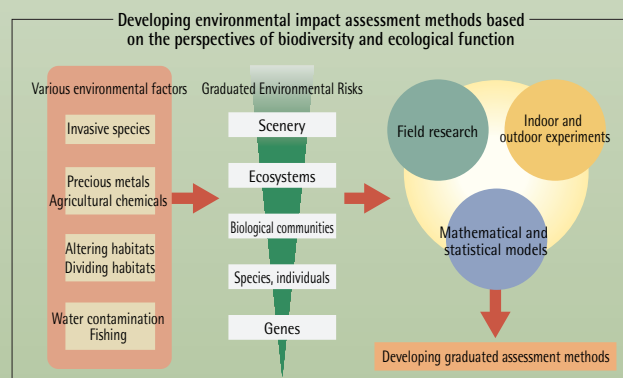 Developing environmental impact assessment methods based
on the perspectives of biodiversity and ecological function
Various environmental factors
Invasive species
Precious metals
Agricultural chemicals
Altering habitats
Dividing habitats
Water contamination
Fishing
Graduated Environmental Risks
Scenery
Ecosystems
Biological communities
Species, individuals
Genes
Field research
Indoor and
outdoor experiments
Mathematical and
statistical models
Developing graduated assessment methods